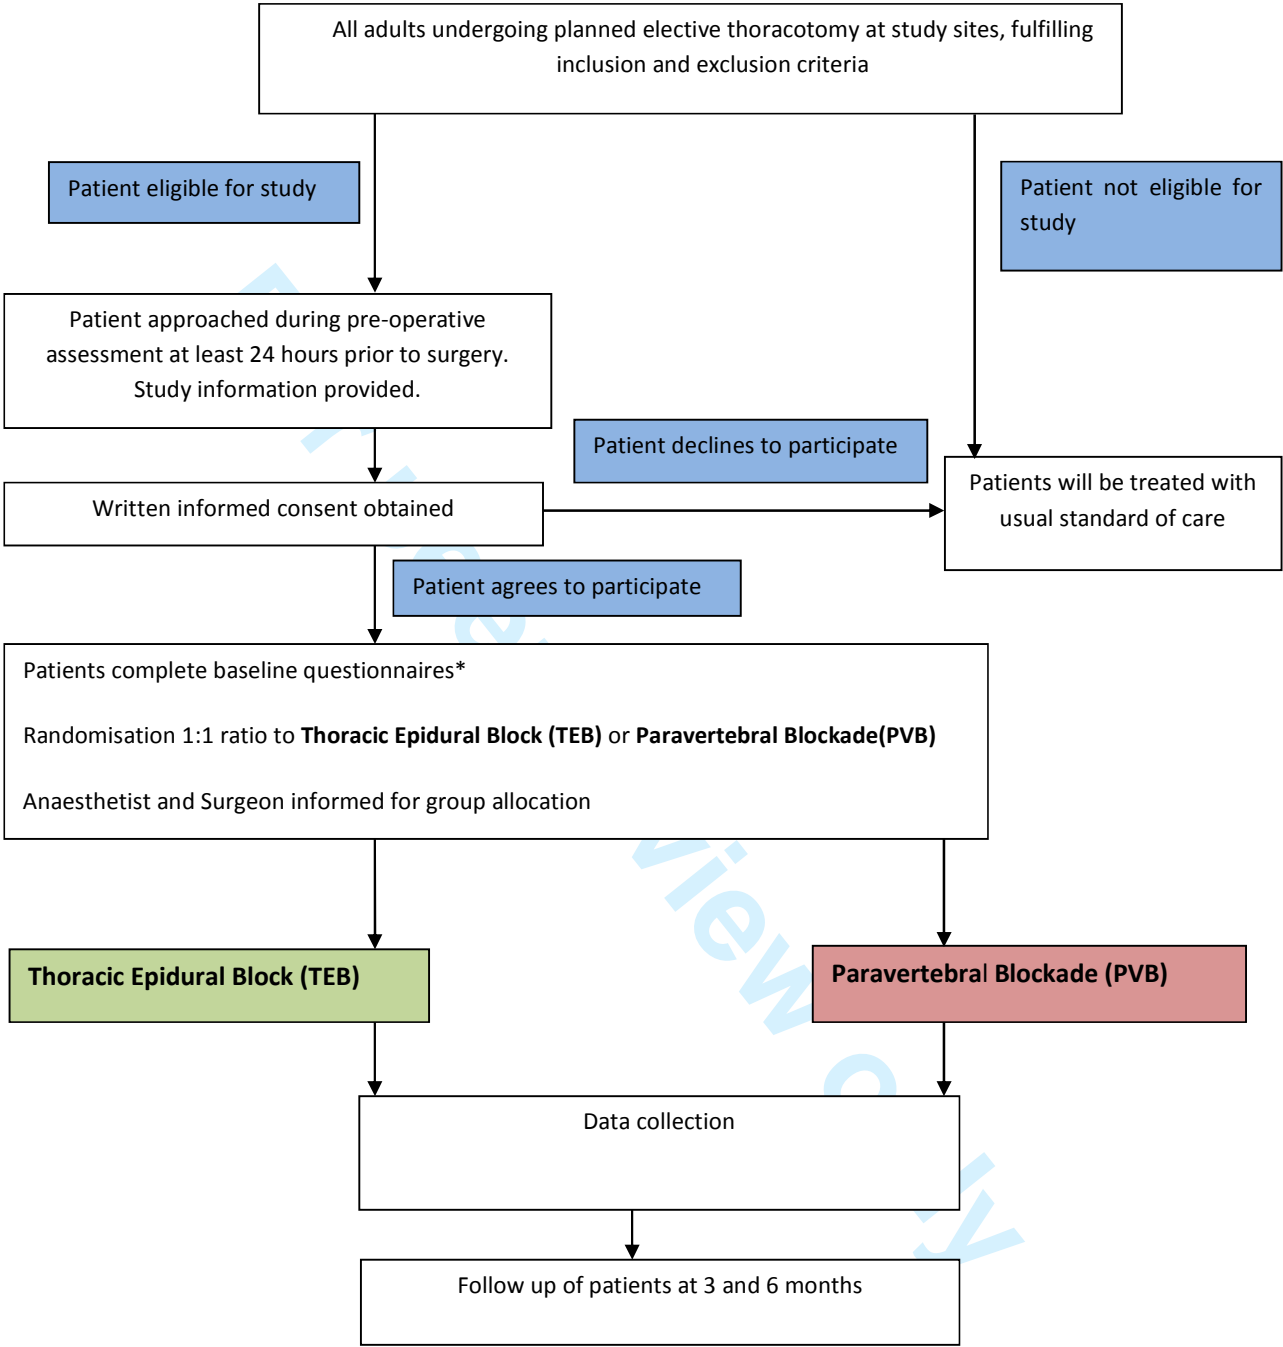 All adults undergoing planned elective thoracotomy at study sites, fulfilling
inclusion and exclusion criteria
Patient eligible for study
Patient not eligible for
study
Patient approached during pre-operative
assessment at least 24 hours prior to surgery.
Study information provided.
Patient declines to participate
Patients will be treated with
usual standard of care
Written informed consent obtained
Patient agrees to participate
Patients complete baseline questionnaires*
Randomisation 1:1 ratio to Thoracic Epidural Block (TEB) or Paravertebral Blockade(PVB)
Anaesthetist and Surgeon informed for group allocation
Thoracic Epidural Block (TEB)
Paravertebral Blockade (PVB)
Data collection
Follow up of patients at 3 and 6 months